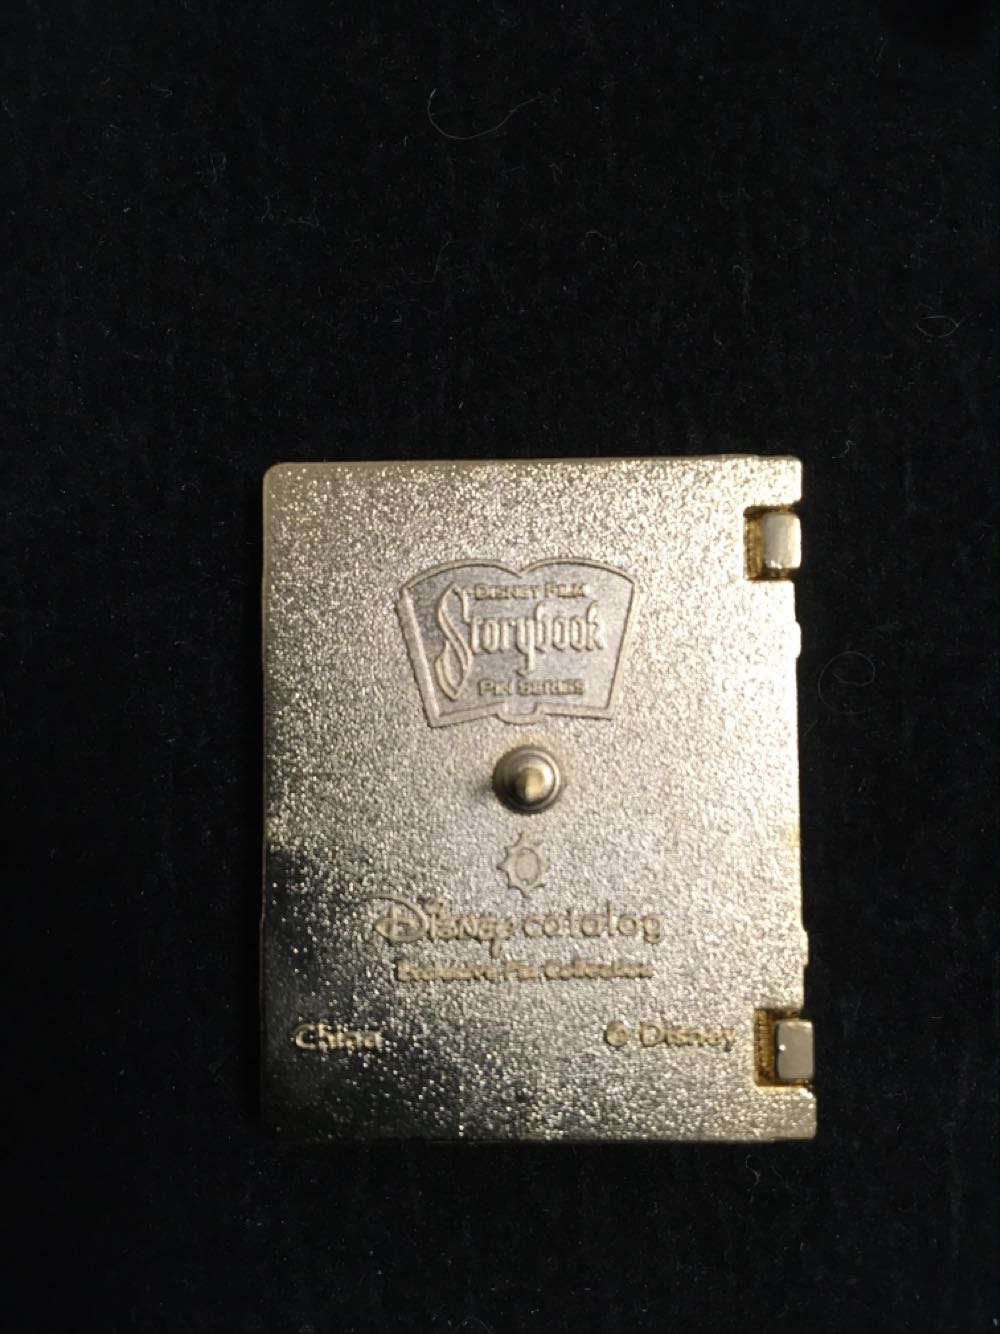 DISNEY FILM
Storybook
PIN SERIES
Disney catalog
Exclusive Pin Collection
China
© Disney